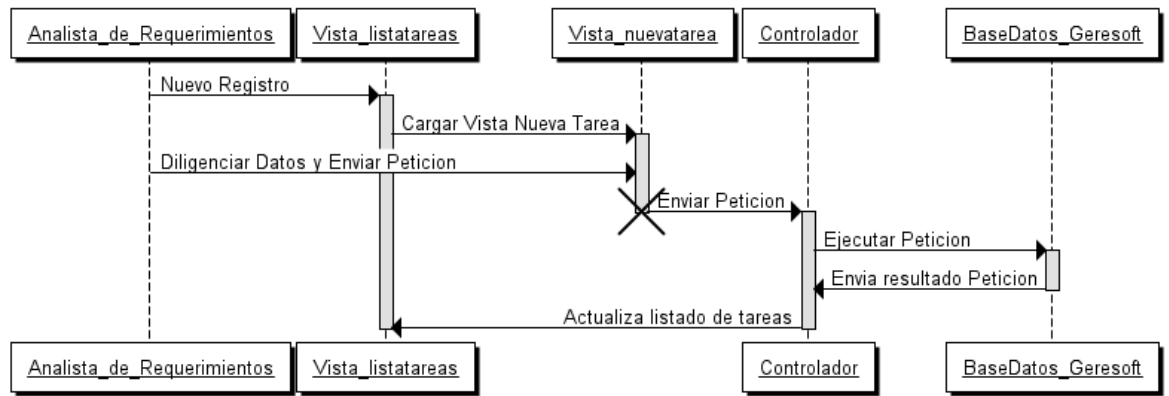 Analista_de_Requerimientos
Vista_listatareas
Vista_nuevatarea
Controlador
BaseDatos_Geresoft
Nuevo Registro
Cargar Vista Nueva Tarea
Diligenciar Datos y Enviar Peticion
Enviar Peticion
Ejecutar Peticion
Envia resultado Peticion
Actualiza listado de tareas
Analista_de_Requerimientos
Vista_listatareas
Controlador
BaseDatos_Geresoft